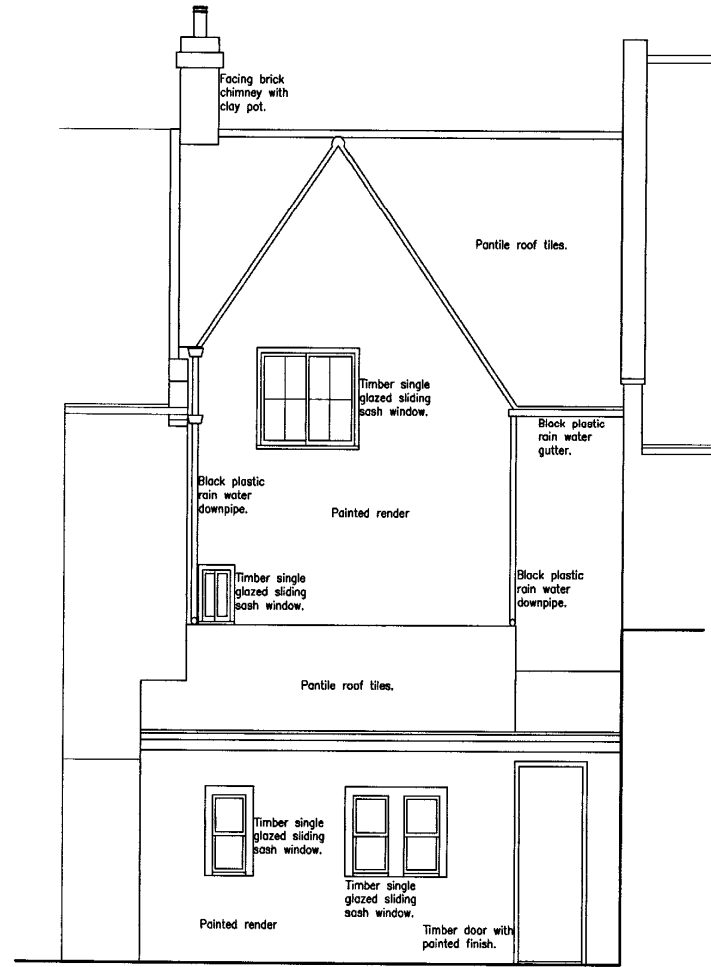 Facing brick
chimney with
clay pot.
Pantile roof tiles.
Timber single
glazed sliding
sash window.
Black plastic
rain water
gutter.
Black plastic
rain water
downpipe.
Painted render
Timber single
glazed sliding
sash window.
Black plastic
rain water
downpipe.
Pantile roof tiles.
Timber single
glazed sliding
sash window.
Timber single
glazed sliding
sash window.
Painted render
Timber door with
painted finish.